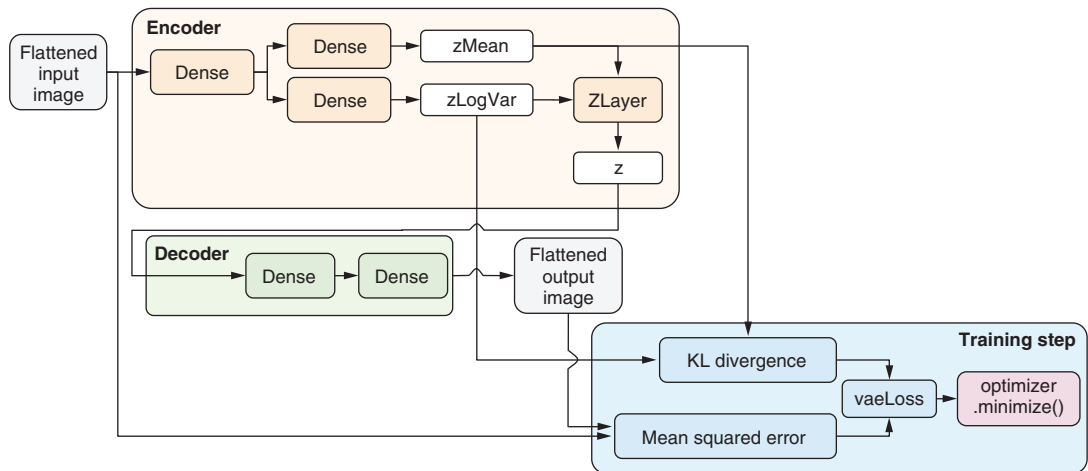 Encoder
Flattened
input
image
Dense
Dense
zMean
Dense
zLogVar
ZLayer
z
Decoder
Dense
Dense
Flattened
output
image
Training step
KL divergence
Mean squared error
vaeLoss
optimizer
.minimize()